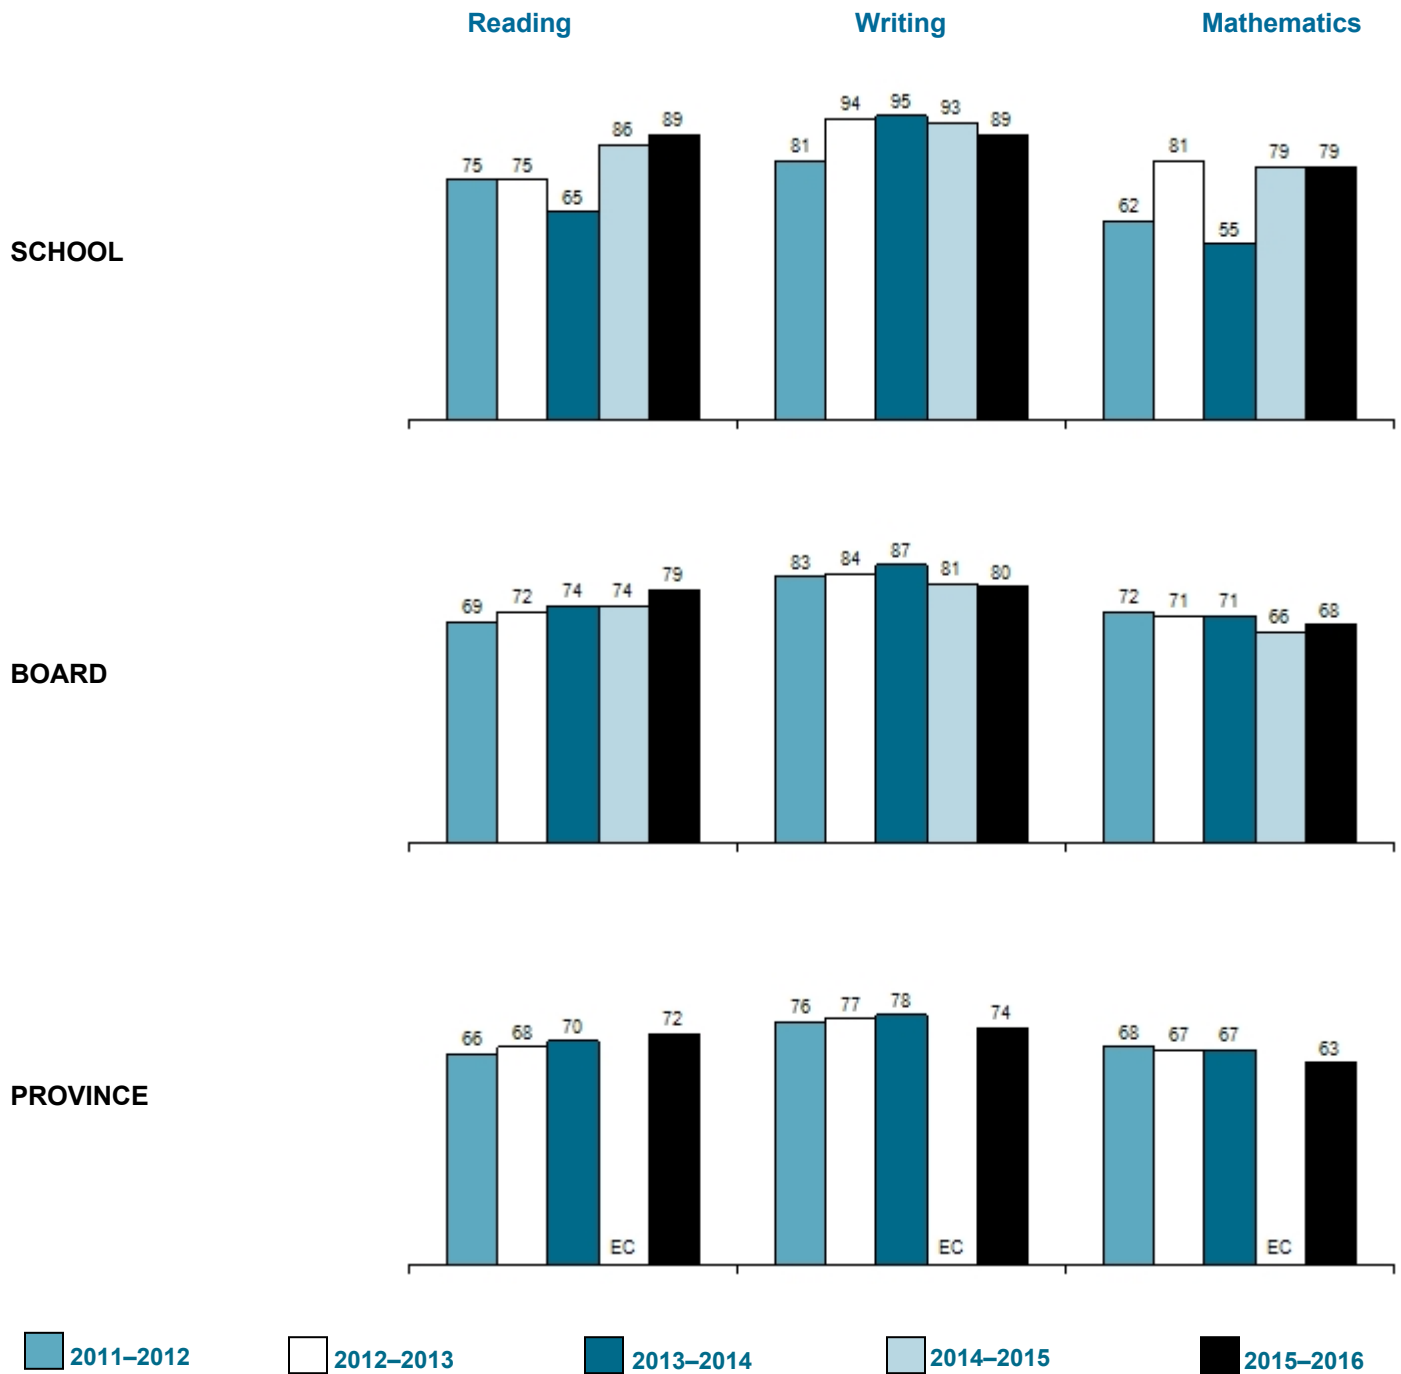 Reading Writing Mathematics
75 75 65 86 89 81 94 95 93 89 62 81 55 79 79
SCHOOL
69 72 74 74 79 83 84 87 81 80 72 71 71 66 68
BOARD
66 68 70 EC 72 76 77 78 EC 74 68 67 67 EC 63
PROVINCE
2011–2012 2012–2013 2013–2014 2014–2015 2015–2016